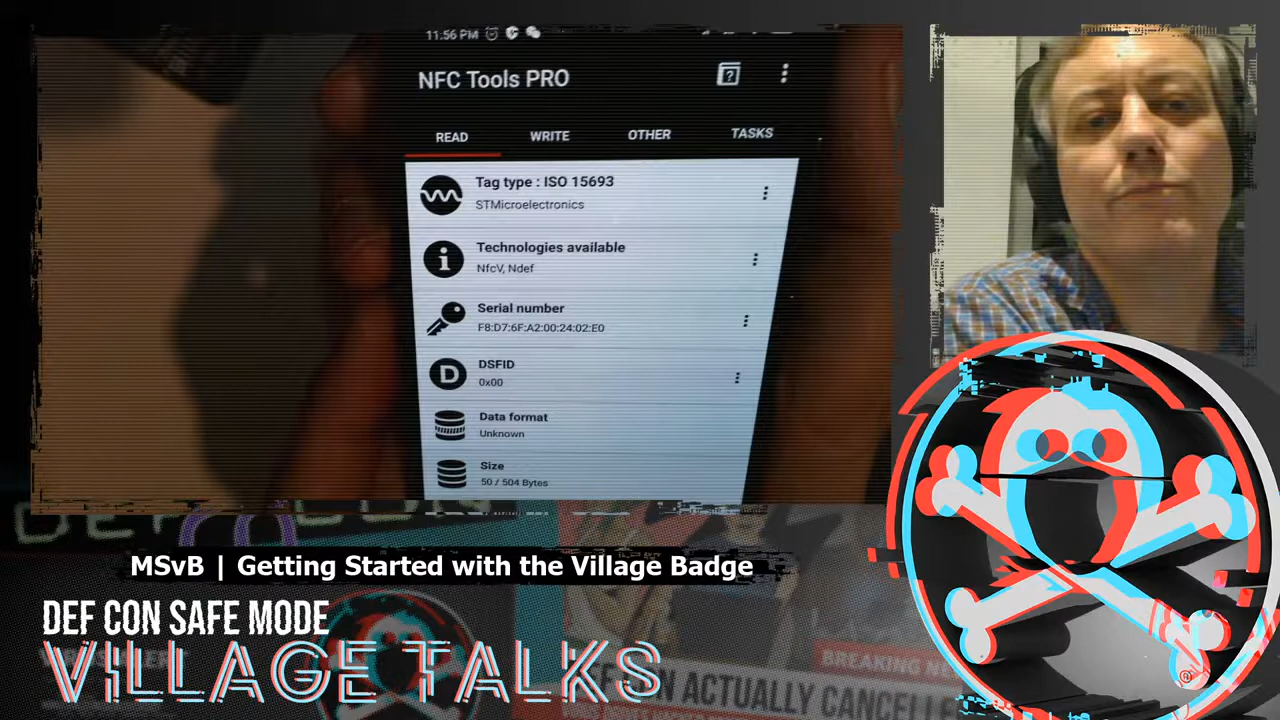 11:56 PM
NFC Tools PRO
READ WRITE OTHER TASKS
Tag type : ISO 15693
STMicroelectronics
Technologies available
NfcV, Ndef
Serial number
F8:D7:6F:A2:00:24:02:E0
DSFID
0x00
Data format
Unknown
Size
50 / 504 Bytes
MSvB | Getting Started with the Village Badge
DEF CON SAFE MODE
VILLAGE TALKS
BREAKING
CON ACTUALLY